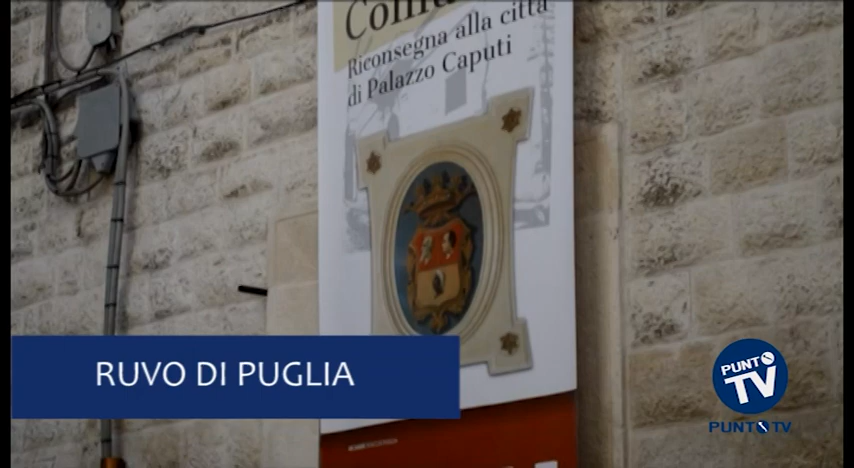 Riconsegna alla città
di Palazzo Caputi
RUVO DI PUGLIA
PUNTO
TV
PUNTO TV